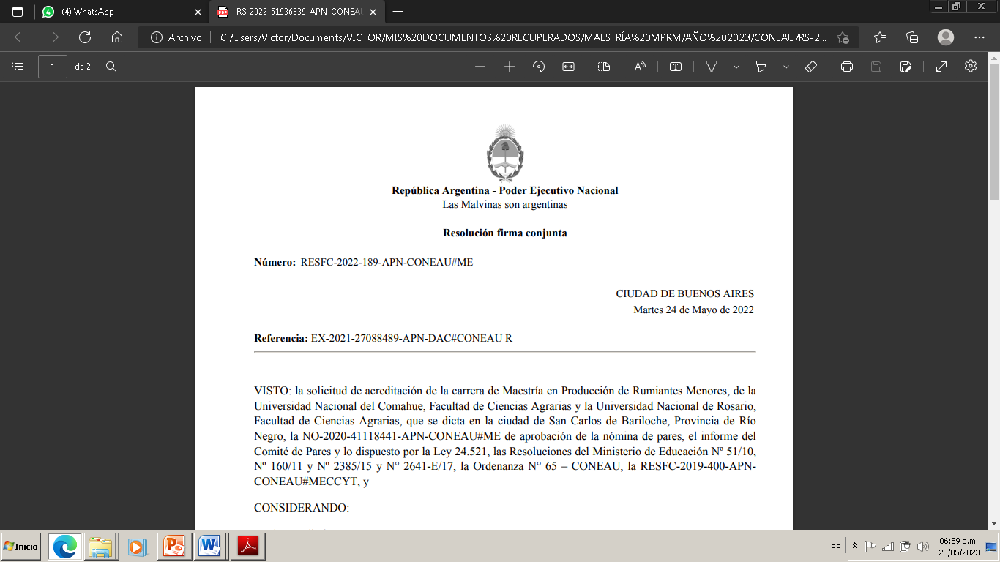 (4) WhatsApp
RS-2022-51936839-APN-CONEAU
Archivo
C:/Users/Victor/Documents/VICTOR/MIS%20DOCUMENTOS%20RECUPERADOS/MAESTRÍA%20MPRM/AÑO%202023/CONEAU/RS-2...
1 de 2
República Argentina - Poder Ejecutivo Nacional
Las Malvinas son argentinas
Resolución firma conjunta
Número: RESFC-2022-189-APN-CONEAU#ME
CIUDAD DE BUENOS AIRES
Martes 24 de Mayo de 2022
Referencia: EX-2021-27088489-APN-DAC#CONEAU R
VISTO: la solicitud de acreditación de la carrera de Maestría en Producción de Rumiantes Menores, de la
Universidad Nacional del Comahue, Facultad de Ciencias Agrarias y la Universidad Nacional de Rosario,
Facultad de Ciencias Agrarias, que se dicta en la ciudad de San Carlos de Bariloche, Provincia de Río
Negro, la NO-2020-41118441-APN-CONEAU#ME de aprobación de la nómina de pares, el informe del
Comité de Pares y lo dispuesto por la Ley 24.521, las Resoluciones del Ministerio de Educación Nº 51/10,
Nº 160/11 y Nº 2385/15 y N° 2641-E/17, la Ordenanza N° 65 – CONEAU, la RESFC-2019-400-APN-
CONEAU#MECCYT, y
CONSIDERANDO:
Inicio
ES
06:59 p.m.
28/05/2023